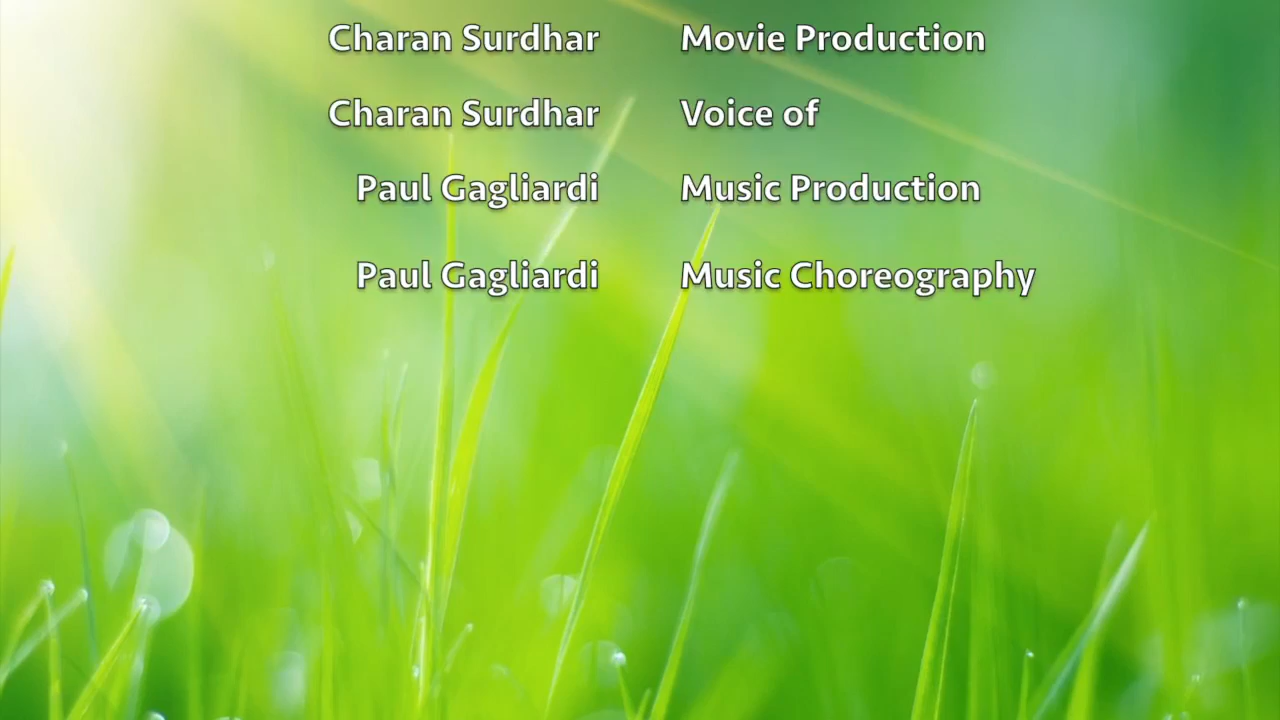 Charan Surdhar Movie Production
Charan Surdhar Voice of
Paul Gagliardi Music Production
Paul Gagliardi Music Choreography